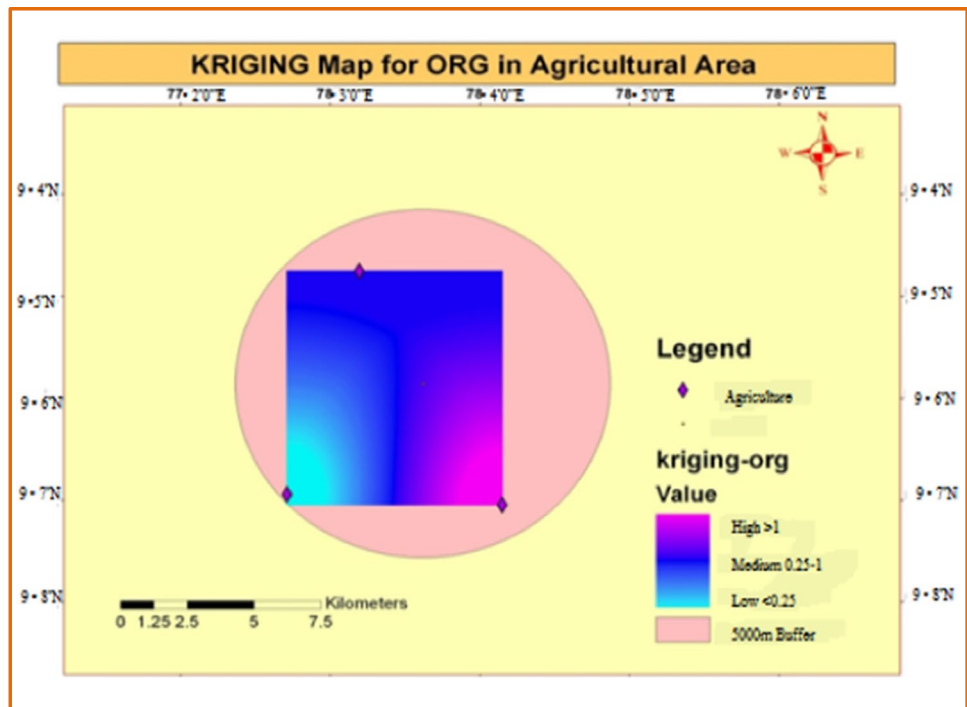 KRIGING Map for ORG in Agricultural Area
77• 2'0"E 78• 3'0"E 78• 4'0"E 78• 5'0"E 78• 6'0"E
N
W E
S
9• 4'N 9• 4'N
9•5'N 9•5'N
9• 6'N 9• 6'N
9• 7'N 9• 7'N
9• 8'N 9• 8'N
Legend
Agriculture
kriging-org
Value
High >1
Medium 0.25-1
Low <0.25
5000m Buffer
Kilometers
0 1.25 2.5 5 7.5